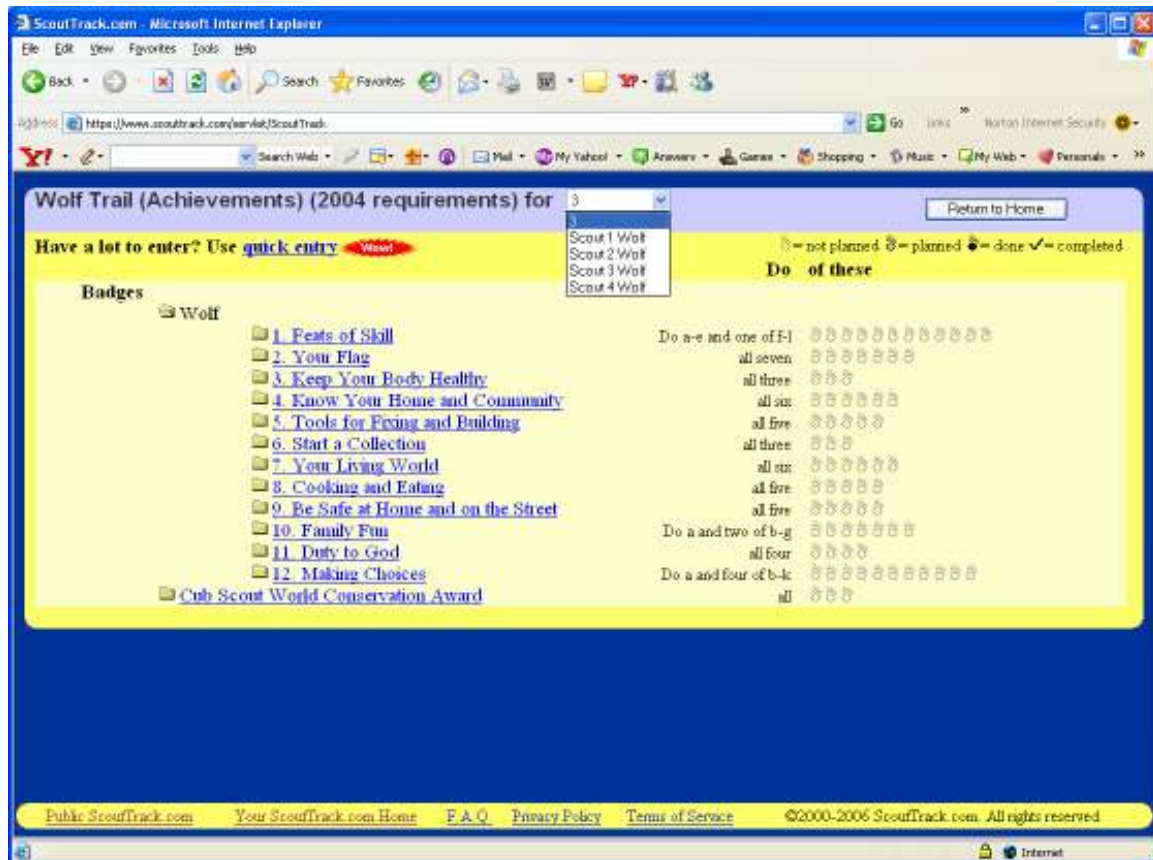 ScoutTrack.com - Microsoft Internet Explorer
File Edit View Favorites Tools Help
Back Search Favorites
Address https://www.scouttrack.com/servlet/ScoutTrack Go Links Norton Internet Security
Y! Search Web Mail My Yahoo! Answers Games Shopping Music My Web Personals
Wolf Trail (Achievements) (2004 requirements) for 3 Return to Home
3
Scout 1 Wolf
Scout 2 Wolf
Scout 3 Wolf
Scout 4 Wolf
Have a lot to enter? Use quick entry Wow! = not planned = planned = done ✓= completed
Do of these
Badges
Wolf
1. Feats of Skill Do a-e and one of f-l
2. Your Flag all seven
3. Keep Your Body Healthy all three
4. Know Your Home and Community all six
5. Tools for Fixing and Building all five
6. Start a Collection all three
7. Your Living World all six
8. Cooking and Eating all five
9. Be Safe at Home and on the Street all five
10. Family Fun Do a and two of b-g
11. Duty to God all four
12. Making Choices Do a and four of b-k
Cub Scout World Conservation Award all
Public ScoutTrack.com Your ScoutTrack.com Home F.A.Q. Privacy Policy Terms of Service ©2000-2006 ScoutTrack.com. All rights reserved.
Internet